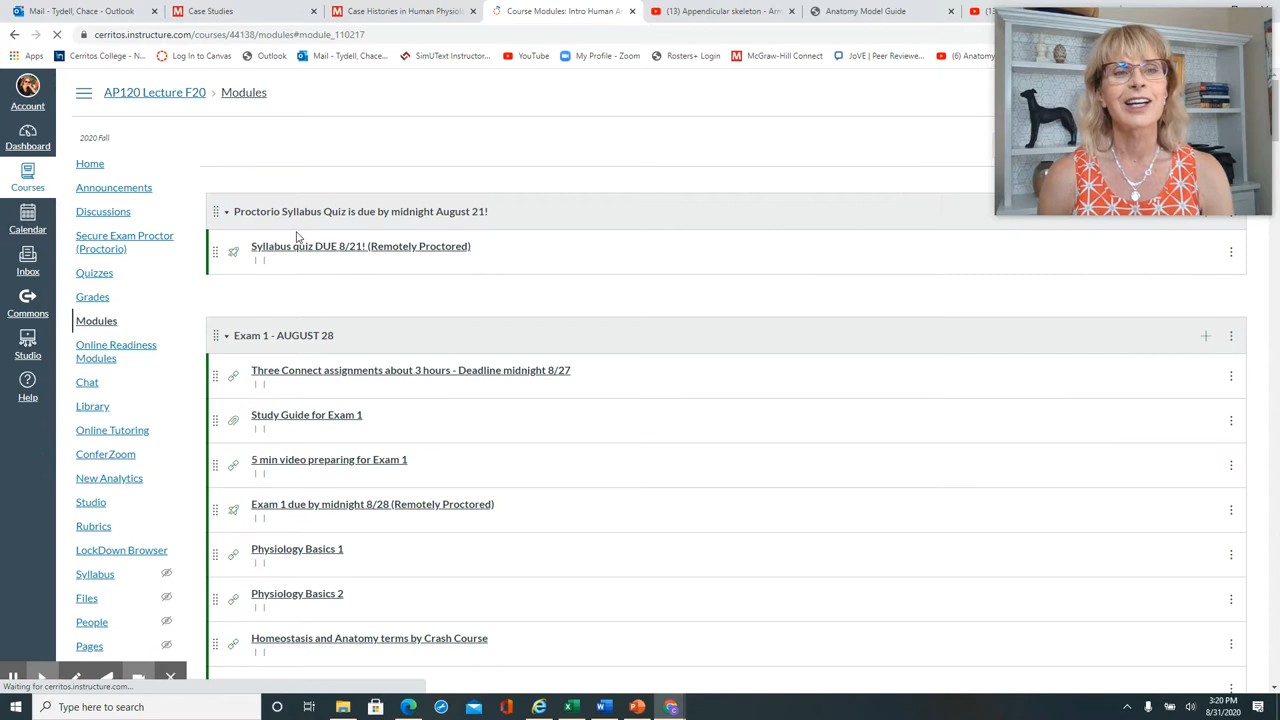 Mail - Tydell, Chace - Outlook
Case Studies
Case Histories in Human Physiol
Course Modules: Intro Human An
(13) Appendicular skeleton - Arm
Anatomy Model Guide
(13)
cerritos.instructure.com/courses/44138/modules#module_110217
Apps
Cerritos College - N...
Log In to Canvas
Outlook
Mail - Tydell, Chace...
SimUText Instructor...
YouTube
My Profile - Zoom
Rosters+ Login
McGraw-Hill Connect
JoVE | Peer Reviewe...
(6) Anatomy
Account
Dashboard
Courses
Calendar
Inbox
Commons
Studio
Help
AP120 Lecture F20 › Modules
2020 Fall
Home
Announcements
Discussions
Secure Exam Proctor
(Proctorio)
Quizzes
Grades
Modules
Online Readiness
Modules
Chat
Library
Online Tutoring
ConferZoom
New Analytics
Studio
Rubrics
LockDown Browser
Syllabus
Files
People
Pages
Proctorio Syllabus Quiz is due by midnight August 21!
Syllabus quiz DUE 8/21! (Remotely Proctored)
Exam 1 - AUGUST 28
Three Connect assignments about 3 hours - Deadline midnight 8/27
Study Guide for Exam 1
5 min video preparing for Exam 1
Exam 1 due by midnight 8/28 (Remotely Proctored)
Physiology Basics 1
Physiology Basics 2
Homeostasis and Anatomy terms by Crash Course
Waiting for cerritos.instructure.com...
Type here to search
3:20 PM
8/31/2020